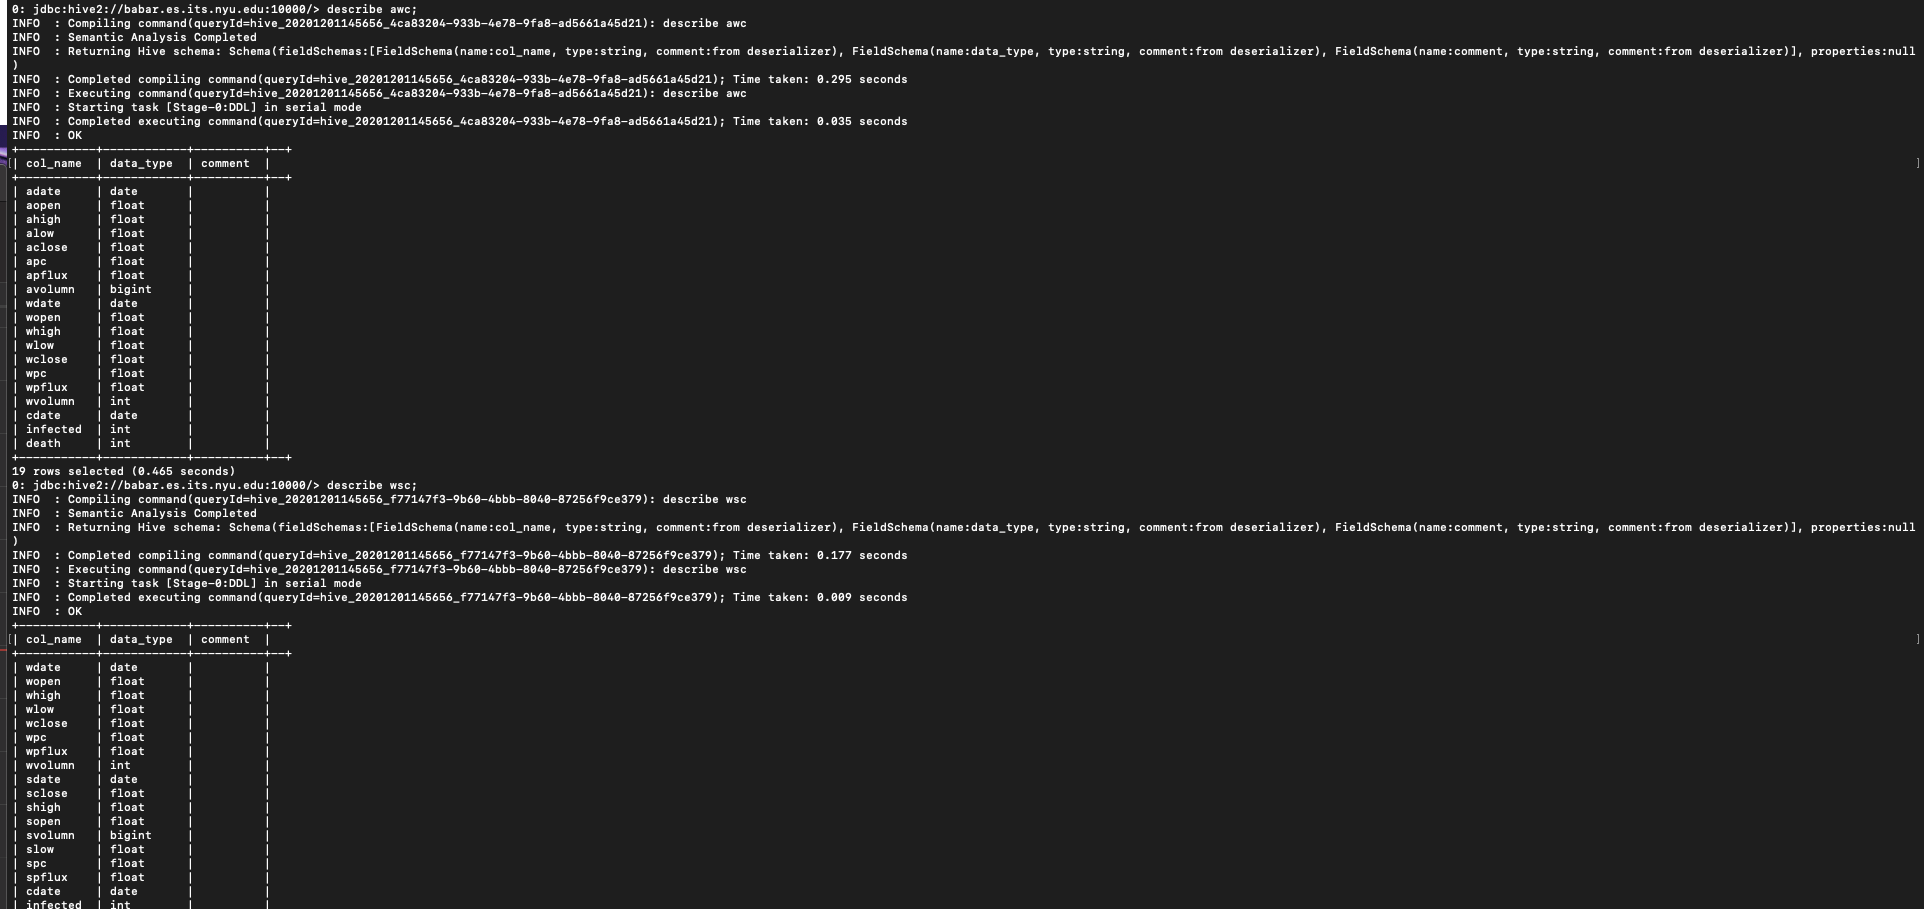 0: jdbc:hive2://babar.es.its.nyu.edu:10000/> describe awc;
INFO  : Compiling command(queryId=hive_20201201145656_4ca83204-933b-4e78-9fa8-ad5661a45d21): describe awc
INFO  : Semantic Analysis Completed
INFO  : Returning Hive schema: Schema(fieldSchemas:[FieldSchema(name:col_name, type:string, comment:from deserializer), FieldSchema(name:data_type, type:string, comment:from deserializer), FieldSchema(name:comment, type:string, comment:from deserializer)], properties:null
)
INFO  : Completed compiling command(queryId=hive_20201201145656_4ca83204-933b-4e78-9fa8-ad5661a45d21); Time taken: 0.295 seconds
INFO  : Executing command(queryId=hive_20201201145656_4ca83204-933b-4e78-9fa8-ad5661a45d21): describe awc
INFO  : Starting task [Stage-0:DDL] in serial mode
INFO  : Completed executing command(queryId=hive_20201201145656_4ca83204-933b-4e78-9fa8-ad5661a45d21); Time taken: 0.035 seconds
INFO  : OK
+-----------+------------+----------+--+
| col_name  | data_type  | comment  |
+-----------+------------+----------+--+
| adate     | date       |          |
| aopen     | float      |          |
| ahigh     | float      |          |
| alow      | float      |          |
| aclose    | float      |          |
| apc       | float      |          |
| apflux    | float      |          |
| avolumn   | bigint     |          |
| wdate     | date       |          |
| wopen     | float      |          |
| whigh     | float      |          |
| wlow      | float      |          |
| wclose    | float      |          |
| wpc       | float      |          |
| wpflux    | float      |          |
| wvolumn   | int        |          |
| cdate     | date       |          |
| infected  | int        |          |
| death     | int        |          |
+-----------+------------+----------+--+
19 rows selected (0.465 seconds)
0: jdbc:hive2://babar.es.its.nyu.edu:10000/> describe wsc;
INFO  : Compiling command(queryId=hive_20201201145656_f77147f3-9b60-4bbb-8040-87256f9ce379): describe wsc
INFO  : Semantic Analysis Completed
INFO  : Returning Hive schema: Schema(fieldSchemas:[FieldSchema(name:col_name, type:string, comment:from deserializer), FieldSchema(name:data_type, type:string, comment:from deserializer), FieldSchema(name:comment, type:string, comment:from deserializer)], properties:null
)
INFO  : Completed compiling command(queryId=hive_20201201145656_f77147f3-9b60-4bbb-8040-87256f9ce379); Time taken: 0.177 seconds
INFO  : Executing command(queryId=hive_20201201145656_f77147f3-9b60-4bbb-8040-87256f9ce379): describe wsc
INFO  : Starting task [Stage-0:DDL] in serial mode
INFO  : Completed executing command(queryId=hive_20201201145656_f77147f3-9b60-4bbb-8040-87256f9ce379); Time taken: 0.009 seconds
INFO  : OK
+-----------+------------+----------+--+
| col_name  | data_type  | comment  |
+-----------+------------+----------+--+
| wdate     | date       |          |
| wopen     | float      |          |
| whigh     | float      |          |
| wlow      | float      |          |
| wclose    | float      |          |
| wpc       | float      |          |
| wpflux    | float      |          |
| wvolumn   | int        |          |
| sdate     | date       |          |
| sclose    | float      |          |
| shigh     | float      |          |
| sopen     | float      |          |
| svolumn   | bigint     |          |
| slow      | float      |          |
| spc       | float      |          |
| spflux    | float      |          |
| cdate     | date       |          |
| infected  | int        |          |